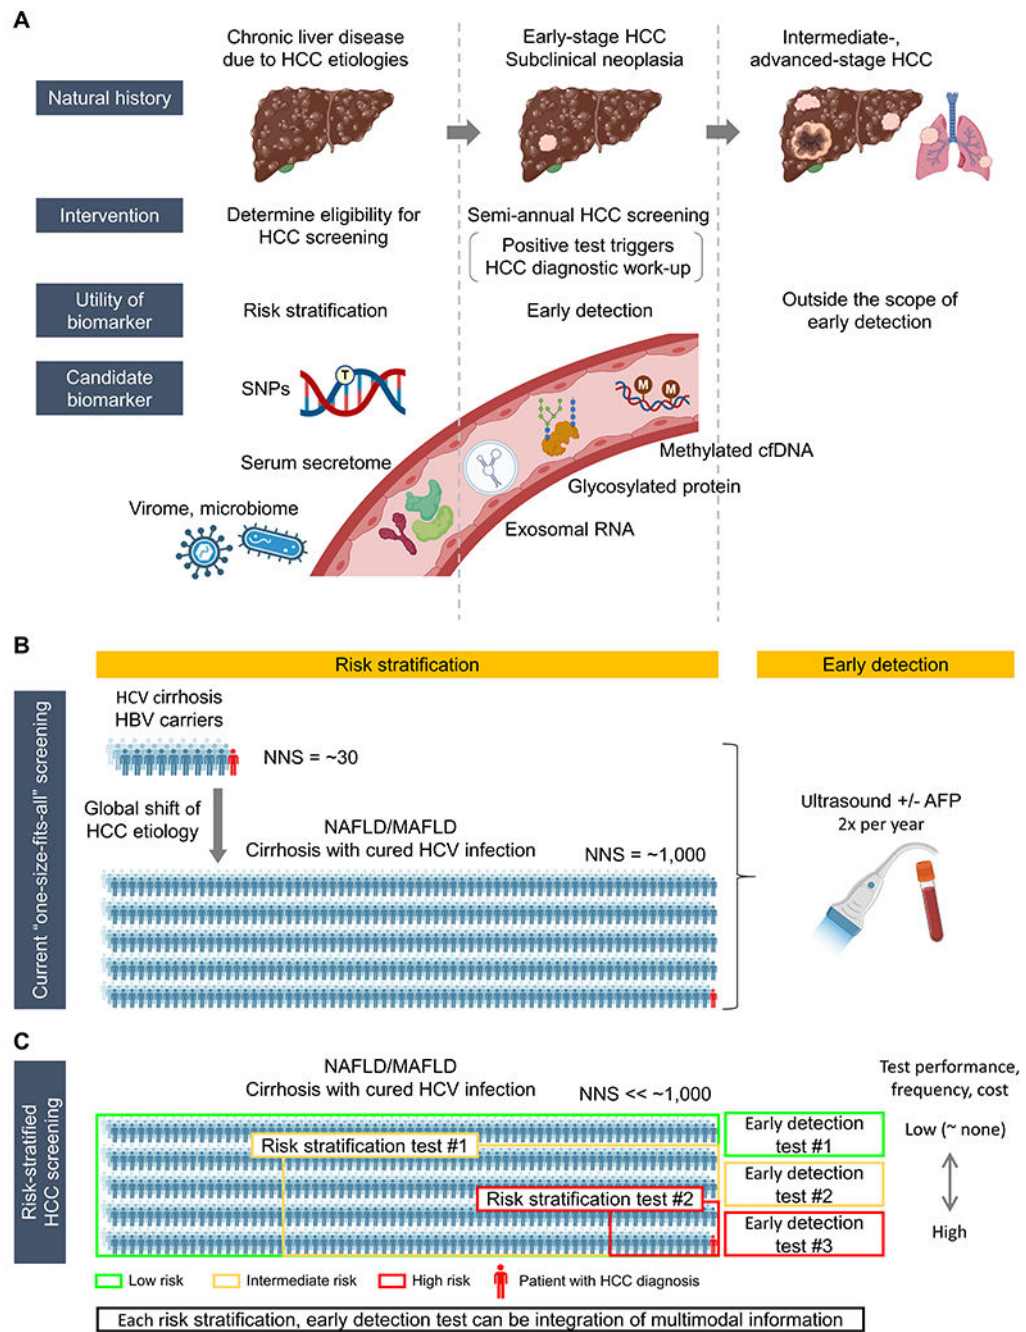 A
Chronic liver disease
due to HCC etiologies
Early-stage HCC
Subclinical neoplasia
Intermediate-,
advanced-stage HCC
Natural history
Intervention
Determine eligibility for
HCC screening
Semi-annual HCC screening
Positive test triggers
HCC diagnostic work-up
Utility of
biomarker
Risk stratification
Early detection
Outside the scope of
early detection
Candidate
biomarker
SNPs
T
M
M
Methylated cfDNA
Serum secretome
Glycosylated protein
Virome, microbiome
Exosomal RNA
B
Risk stratification
Early detection
Current “one-size-fits-all” screening
HCV cirrhosis
HBV carriers
NNS = ~30
Global shift of
HCC etiology
NAFLD/MAFLD
Cirrhosis with cured HCV infection
NNS = ~1,000
Ultrasound +/- AFP
2x per year
C
Risk-stratified
HCC screening
NAFLD/MAFLD
Cirrhosis with cured HCV infection
NNS << ~1,000
Test performance,
frequency, cost
Risk stratification test #1
Early detection
test #1
Low (~ none)
Early detection
test #2
Risk stratification test #2
Early detection
test #3
High
Low risk
Intermediate risk
High risk
Patient with HCC diagnosis
Each risk stratification, early detection test can be integration of multimodal information